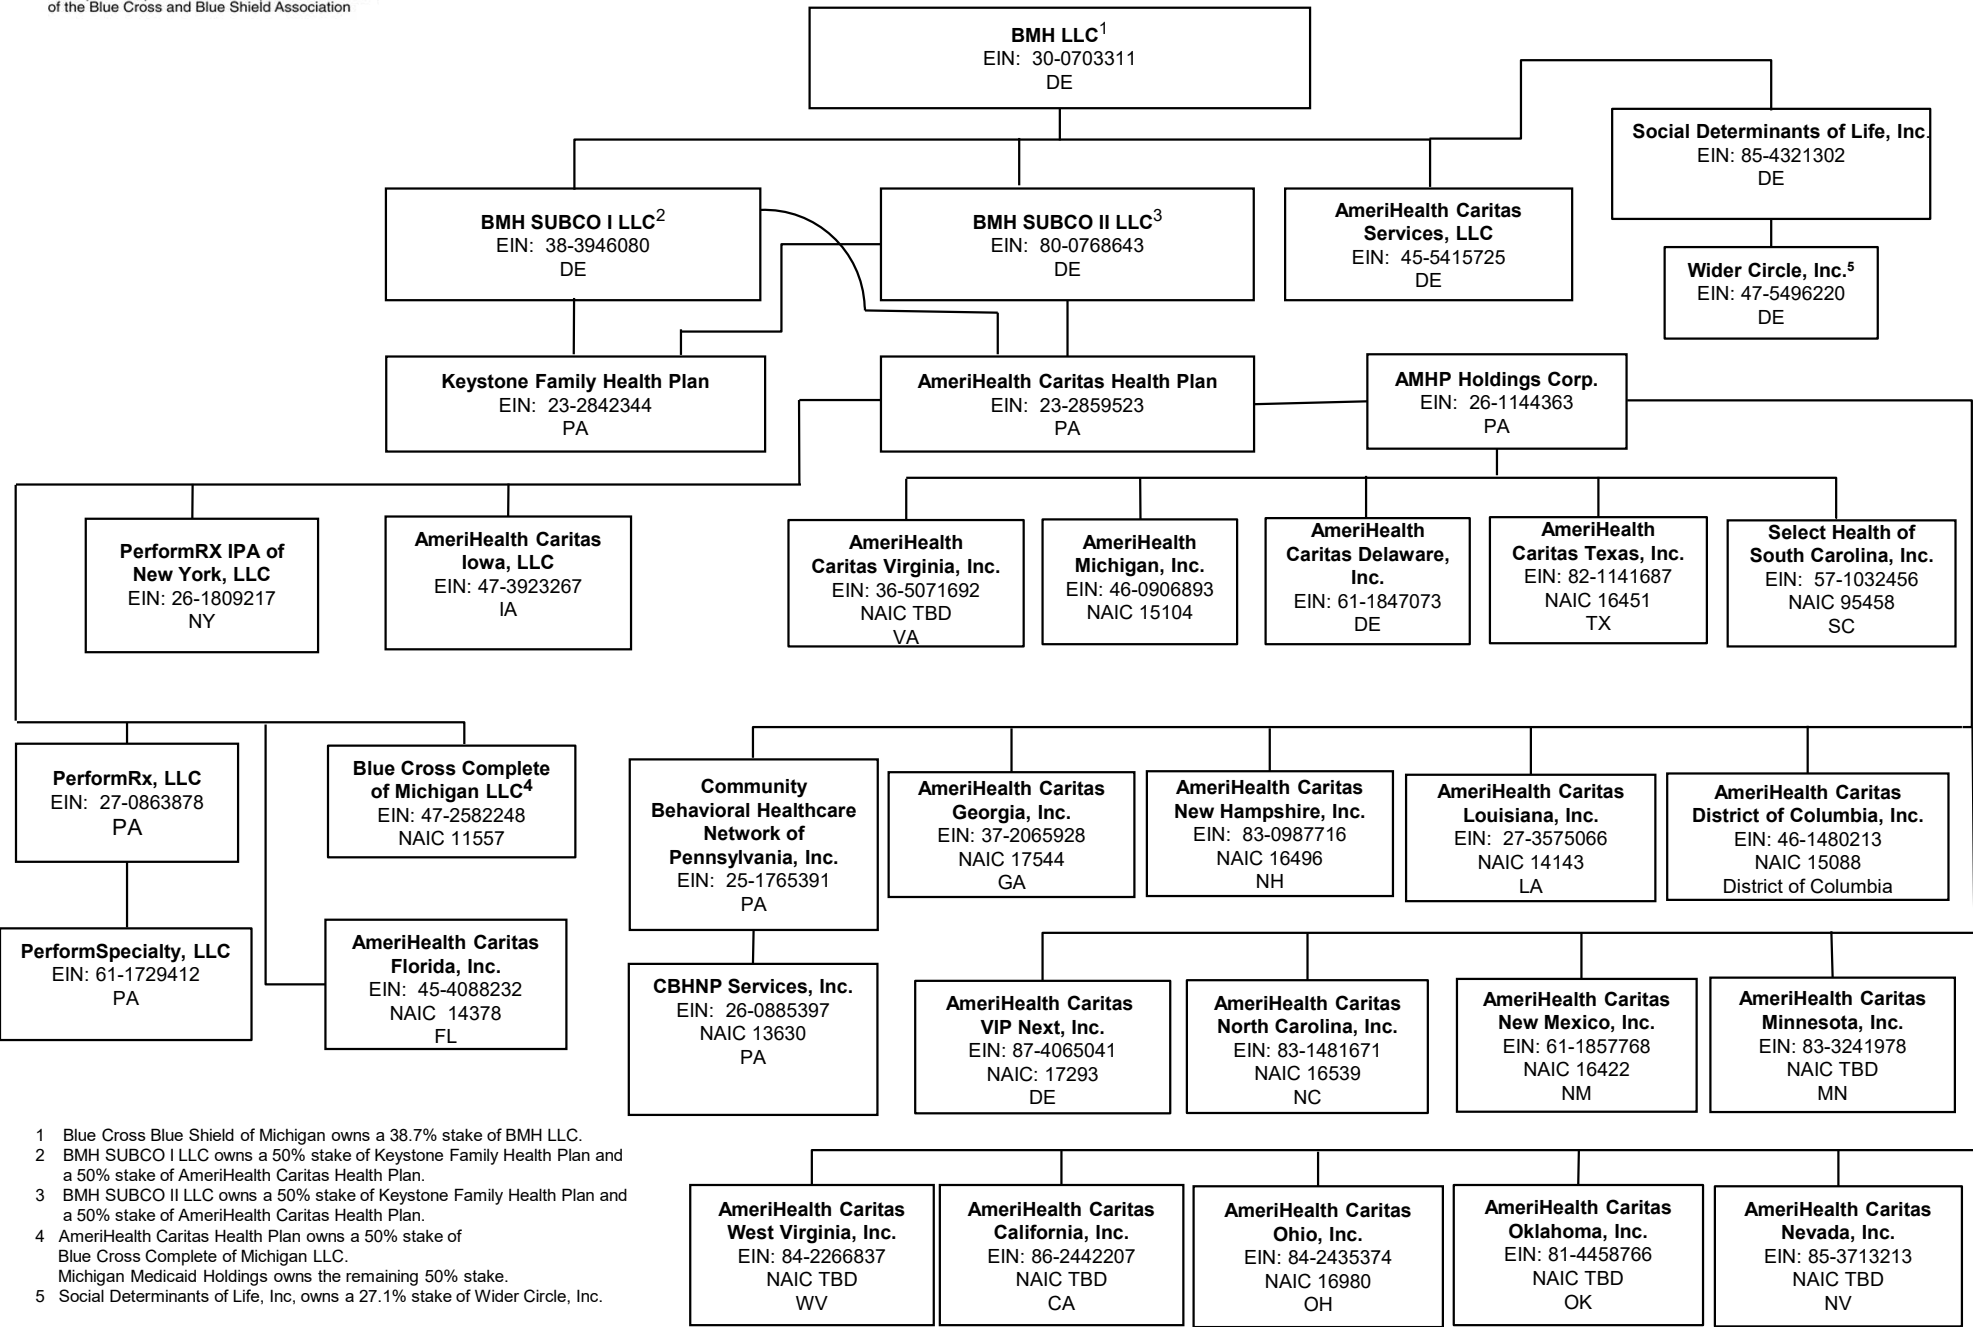 of the Blue Cross and Blue Shield Association
BMH LLC1
EIN: 30-0703311
DE
Social Determinants of Life, Inc.
EIN: 85-4321302
DE
BMH SUBCO I LLC2
EIN: 38-3946080
DE
BMH SUBCO II LLC3
EIN: 80-0768643
DE
AmeriHealth Caritas
Services, LLC
EIN: 45-5415725
DE
Wider Circle, Inc.5
EIN: 47-5496220
DE
Keystone Family Health Plan
EIN: 23-2842344
PA
AmeriHealth Caritas Health Plan
EIN: 23-2859523
PA
AMHP Holdings Corp.
EIN: 26-1144363
PA
PerformRX IPA of
New York, LLC
EIN: 26-1809217
NY
AmeriHealth Caritas
Iowa, LLC
EIN: 47-3923267
IA
AmeriHealth
Caritas Virginia, Inc.
EIN: 36-5071692
NAIC TBD
VA
AmeriHealth
Michigan, Inc.
EIN: 46-0906893
NAIC 15104
AmeriHealth
Caritas Delaware,
Inc.
EIN: 61-1847073
DE
AmeriHealth
Caritas Texas, Inc.
EIN: 82-1141687
NAIC 16451
TX
Select Health of
South Carolina, Inc.
EIN: 57-1032456
NAIC 95458
SC
PerformRx, LLC
EIN: 27-0863878
PA
Blue Cross Complete
of Michigan LLC4
EIN: 47-2582248
NAIC 11557
Community
Behavioral Healthcare
Network of
Pennsylvania, Inc.
EIN: 25-1765391
PA
AmeriHealth Caritas
Georgia, Inc.
EIN: 37-2065928
NAIC 17544
GA
AmeriHealth Caritas
New Hampshire, Inc.
EIN: 83-0987716
NAIC 16496
NH
AmeriHealth Caritas
Louisiana, Inc.
EIN: 27-3575066
NAIC 14143
LA
AmeriHealth Caritas
District of Columbia, Inc.
EIN: 46-1480213
NAIC 15088
District of Columbia
PerformSpecialty, LLC
EIN: 61-1729412
PA
AmeriHealth Caritas
Florida, Inc.
EIN: 45-4088232
NAIC 14378
FL
CBHNP Services, Inc.
EIN: 26-0885397
NAIC 13630
PA
AmeriHealth Caritas
VIP Next, Inc.
EIN: 87-4065041
NAIC: 17293
DE
AmeriHealth Caritas
North Carolina, Inc.
EIN: 83-1481671
NAIC 16539
NC
AmeriHealth Caritas
New Mexico, Inc.
EIN: 61-1857768
NAIC 16422
NM
AmeriHealth Caritas
Minnesota, Inc.
EIN: 83-3241978
NAIC TBD
MN
1 Blue Cross Blue Shield of Michigan owns a 38.7% stake of BMH LLC.
2 BMH SUBCO I LLC owns a 50% stake of Keystone Family Health Plan and
a 50% stake of AmeriHealth Caritas Health Plan.
3 BMH SUBCO II LLC owns a 50% stake of Keystone Family Health Plan and
a 50% stake of AmeriHealth Caritas Health Plan.
4 AmeriHealth Caritas Health Plan owns a 50% stake of
Blue Cross Complete of Michigan LLC.
Michigan Medicaid Holdings owns the remaining 50% stake.
5 Social Determinants of Life, Inc, owns a 27.1% stake of Wider Circle, Inc.
AmeriHealth Caritas
West Virginia, Inc.
EIN: 84-2266837
NAIC TBD
WV
AmeriHealth Caritas
California, Inc.
EIN: 86-2442207
NAIC TBD
CA
AmeriHealth Caritas
Ohio, Inc.
EIN: 84-2435374
NAIC 16980
OH
AmeriHealth Caritas
Oklahoma, Inc.
EIN: 81-4458766
NAIC TBD
OK
AmeriHealth Caritas
Nevada, Inc.
EIN: 85-3713213
NAIC TBD
NV